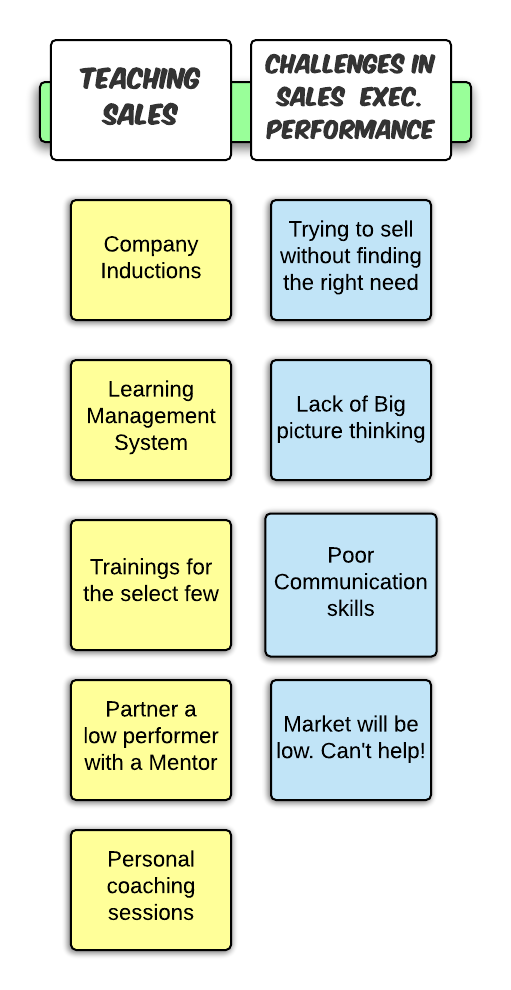 TEACHING
SALES
CHALLENGES IN
SALES EXEC.
PERFORMANCE
Company
Inductions
Trying to sell
without finding
the right need
Learning
Management
System
Lack of Big
picture thinking
Trainings for
the select few
Poor
Communication
skills
Partner a
low performer
with a Mentor
Market will be
low. Can't help!
Personal
coaching
sessions